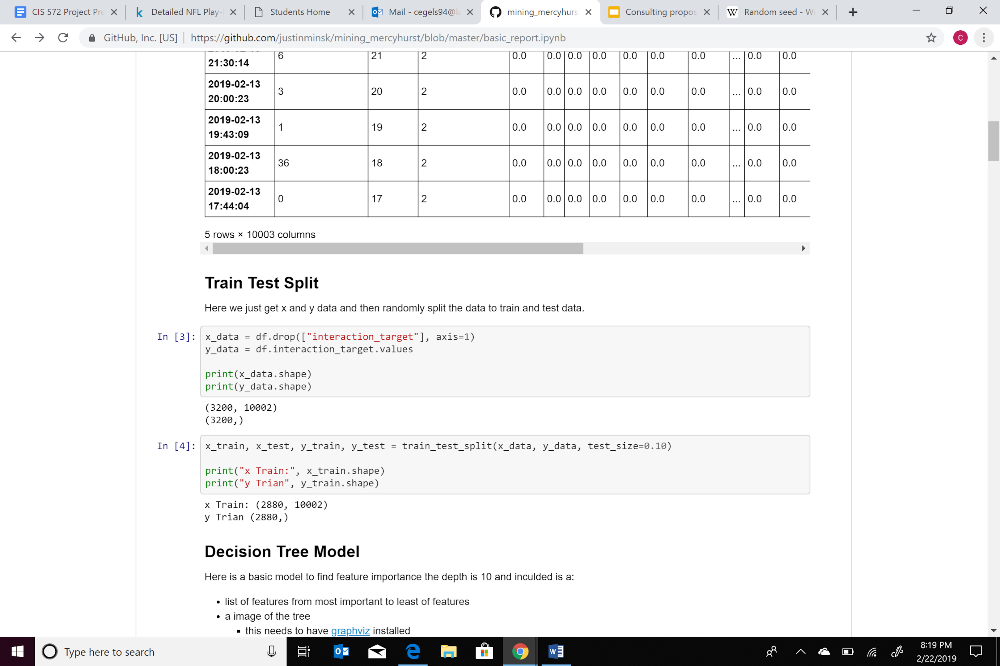 CIS 572 Project Pro
Detailed NFL Play-
Students Home
Mail - cegels94@la
mining_mercyhurs
Consulting propos
Random seed - Wi
GitHub, Inc. [US] | https://github.com/justinminsk/mining_mercyhurst/blob/master/basic_report.ipynb
C
21:30:14 6 21 2 0.0 0.0 0.0 0.0 0.0 0.0 0.0 ... 0.0 0.0
2019-02-13
20:00:23 3 20 2 0.0 0.0 0.0 0.0 0.0 0.0 0.0 ... 0.0 0.0
2019-02-13
19:43:09 1 19 2 0.0 0.0 0.0 0.0 0.0 0.0 0.0 ... 0.0 0.0
2019-02-13
18:00:23 36 18 2 0.0 0.0 0.0 0.0 0.0 0.0 0.0 ... 0.0 0.0
2019-02-13
17:44:04 0 17 2 0.0 0.0 0.0 0.0 0.0 0.0 0.0 ... 0.0 0.0
5 rows × 10003 columns
Train Test Split
Here we just get x and y data and then randomly split the data to train and test data.
In [3]: x_data = df.drop(["interaction_target"], axis=1)
y_data = df.interaction_target.values
print(x_data.shape)
print(y_data.shape)
(3200, 10002)
(3200,)
In [4]: x_train, x_test, y_train, y_test = train_test_split(x_data, y_data, test_size=0.10)
print("x Train:", x_train.shape)
print("y Trian", y_train.shape)
x Train: (2880, 10002)
y Trian (2880,)
Decision Tree Model
Here is a basic model to find feature importance the depth is 10 and inculded is a:
• list of features from most important to least of features
• a image of the tree
▪ this needs to have graphviz installed
Type here to search
8:19 PM
2/22/2019